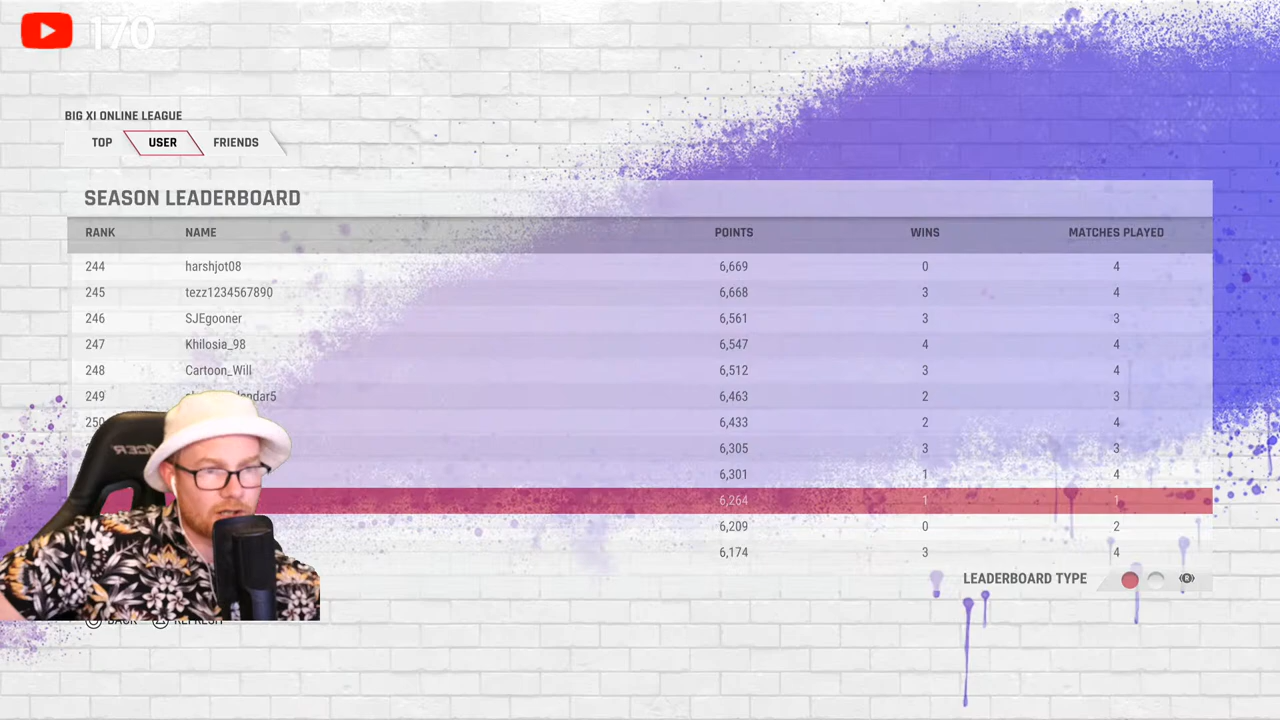 170
BIG XI ONLINE LEAGUE
TOP USER FRIENDS
SEASON LEADERBOARD
RANK NAME POINTS WINS MATCHES PLAYED
244 harshjot08 6,669 0 4
245 tezz1234567890 6,668 3 4
246 SJEgooner 6,561 3 3
247 Khilosia_98 6,547 4 4
248 Cartoon_Will 6,512 3 4
249 6,463 2 3
250 6,433 2 4
6,305 3 3
6,301 1 4
6,264 1 1
6,209 0 2
6,174 3 4
LEADERBOARD TYPE R
BACK REFRESH